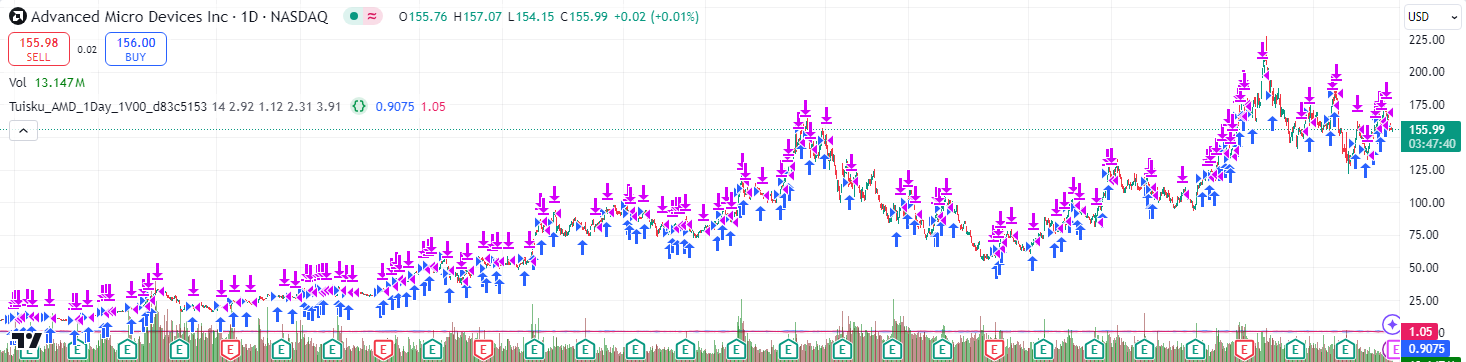 Advanced Micro Devices Inc · 1D · NASDAQ O155.76 H157.07 L154.15 C155.99 +0.02 (+0.01%)
USD
155.98 0.02 156.00
SELL BUY
Vol 13.147M
Tuisku_AMD_1Day_1V00_d83c5153 14 2.92 1.12 2.31 3.91 {} 0.9075 1.05
225.00
200.00
175.00
155.99
03:47:40
125.00
100.00
75.00
50.00
25.00
1.05
0.9075
E E E E E E E E E E E E E E E E E E E E E E E E E E E E